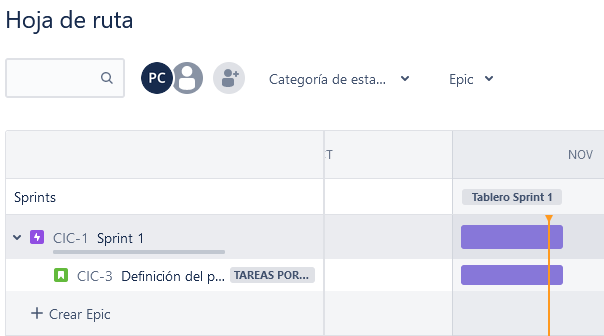 Hoja de ruta
PC
Categoría de esta...
Epic
T
NOV
Sprints
Tablero Sprint 1
CIC-1 Sprint 1
CIC-3 Definición del p... TAREAS POR...
+ Crear Epic